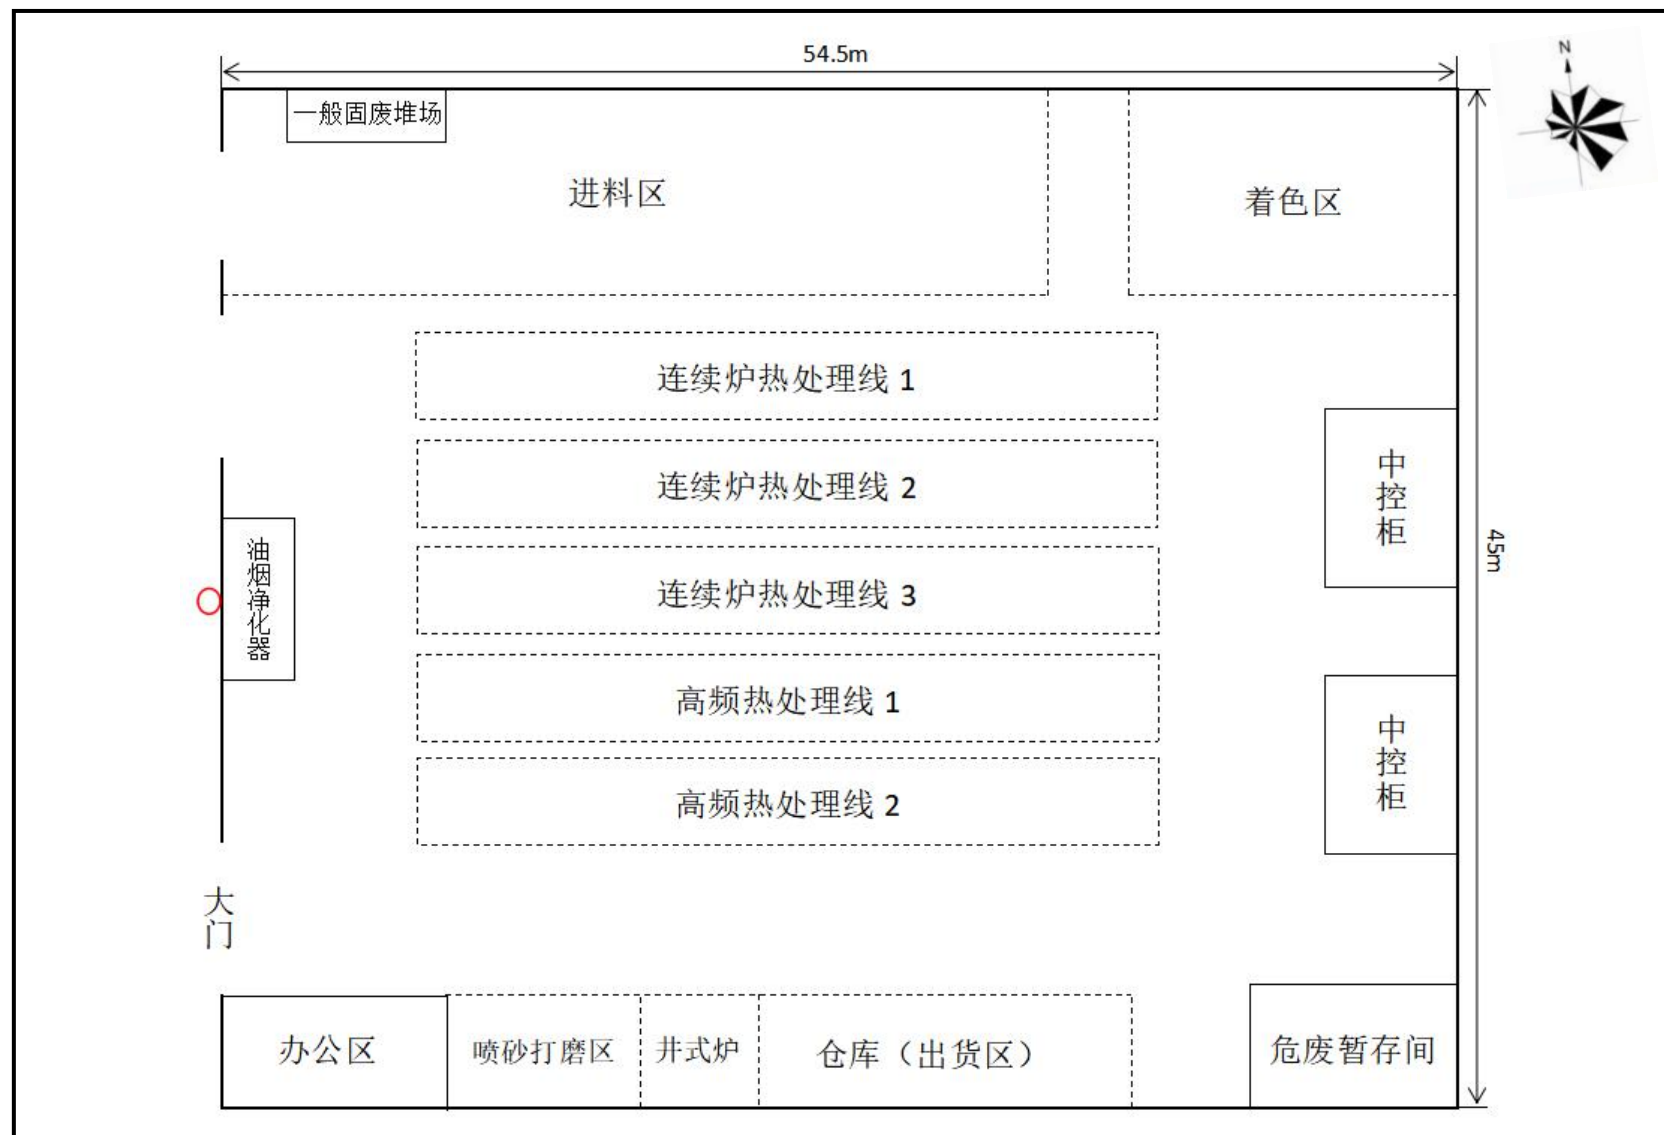 54.5m
N
一般固废堆场
进料区
着色区
连续炉热处理线 1
连续炉热处理线 2
中控柜
油烟净化器
45m
连续炉热处理线 3
高频热处理线 1
中控柜
高频热处理线 2
大门
办公区
喷砂打磨区
井式炉
仓库（出货区）
危废暂存间